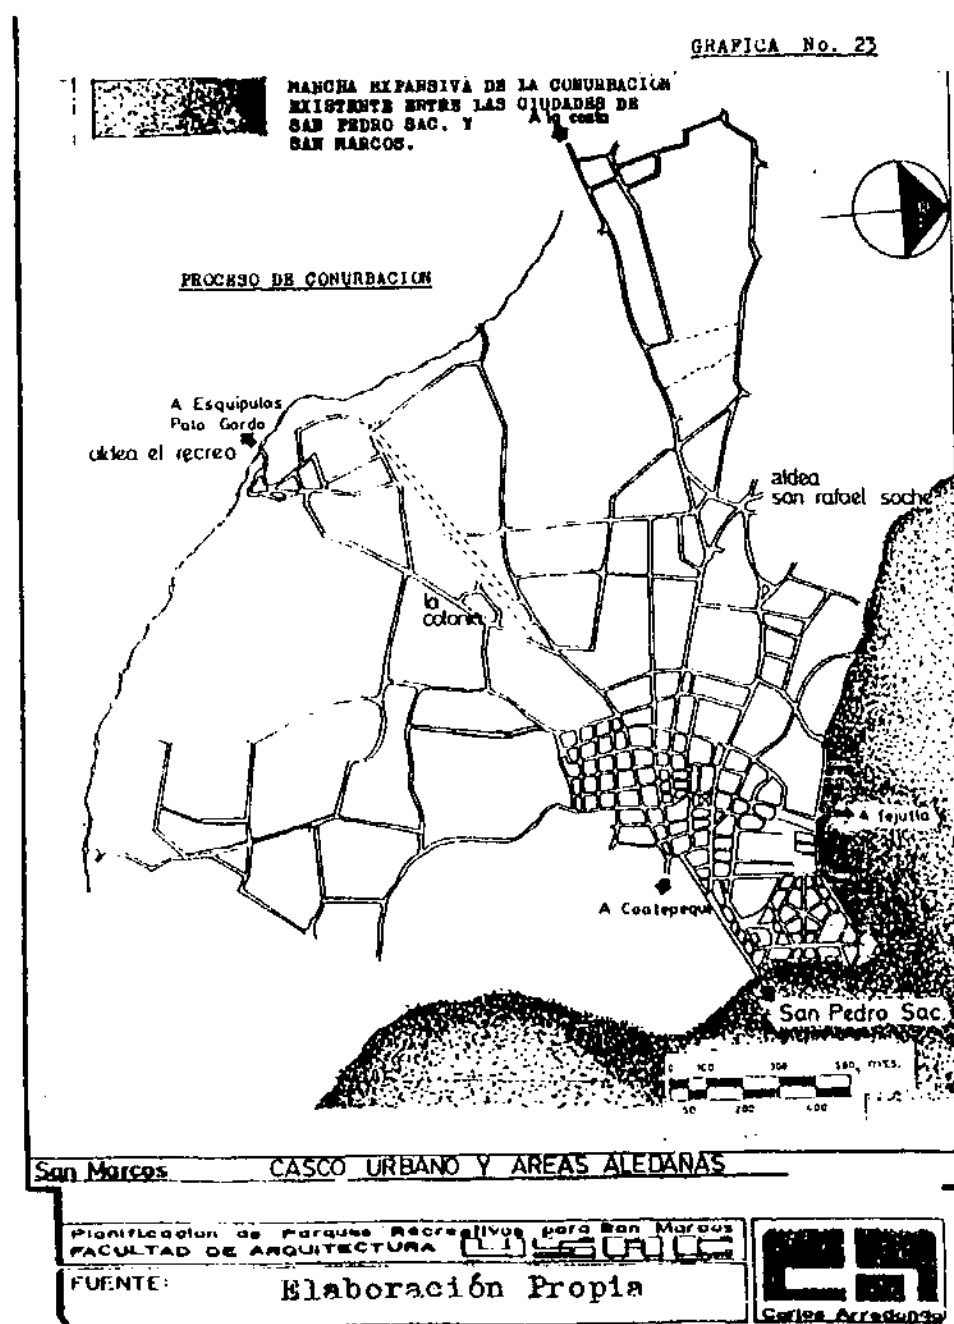 GRAFICA No. 23
MANCHA EXPANSIVA DE LA CONURBACION
EXISTENTE ENTRE LAS CIUDADES DE
SAN PEDRO SAC. Y
SAN MARCOS.
A la costa
PROCESO DE CONURBACION
A Esquipulas
Palo Gordo
aldea el recreo
aldea
san rafael soche
la
colonia
A Tejutla
A Coatepeque
San Pedro Sac.
0 100 300 500 mts.
50 200 400
San Marcos CASCO URBANO Y AREAS ALEDAÑAS
Planificacion de Parques Recreativos para San Marcos
FACULTAD DE ARQUITECTURA
FUENTE: Elaboración Propia
Carlos Arredondo